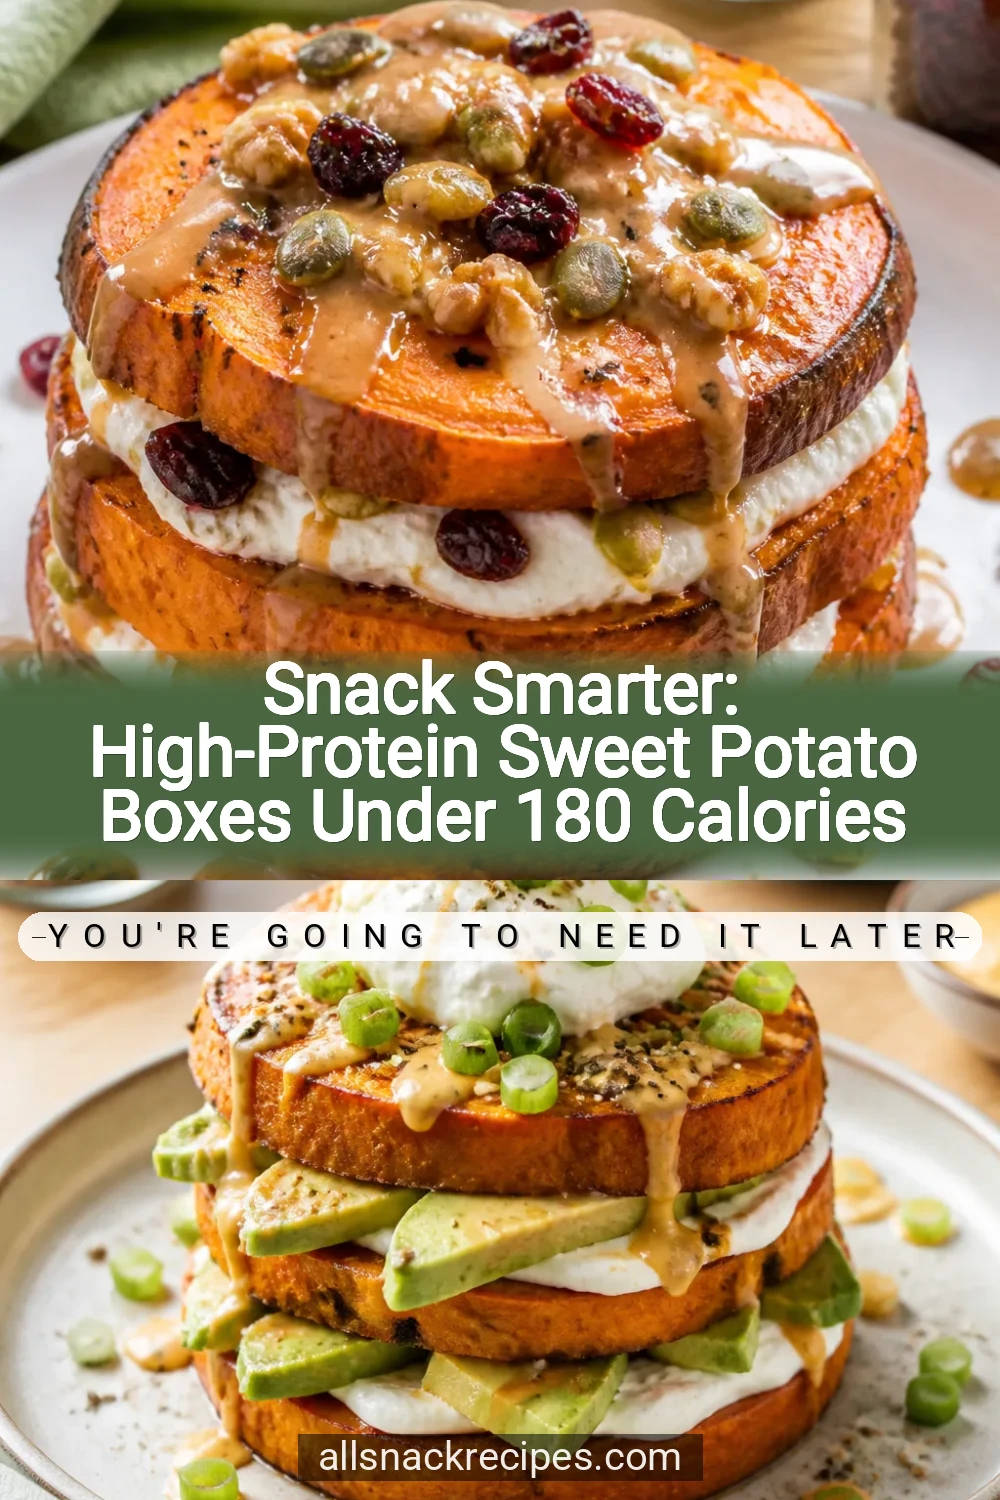 Snack Smarter:
High-Protein Sweet Potato
Boxes Under 180 Calories
-YOU'RE GOING TO NEED IT LATER-
allsnackrecipes.com